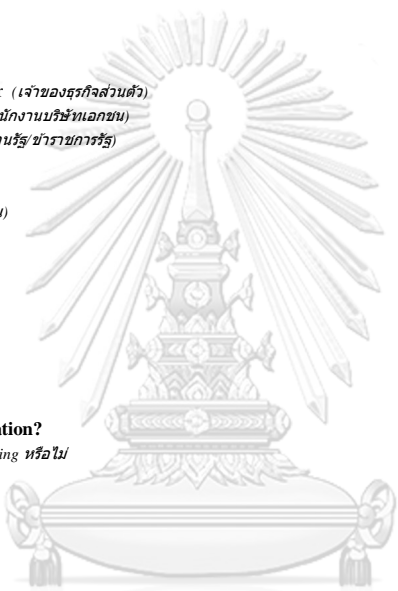 : (เจ้าของธุรกิจส่วนตัว)
นักงานบริษัทเอกชน)
านรัฐ/ข้าราชการรัฐ)
)
tion?
ing หรือไม่